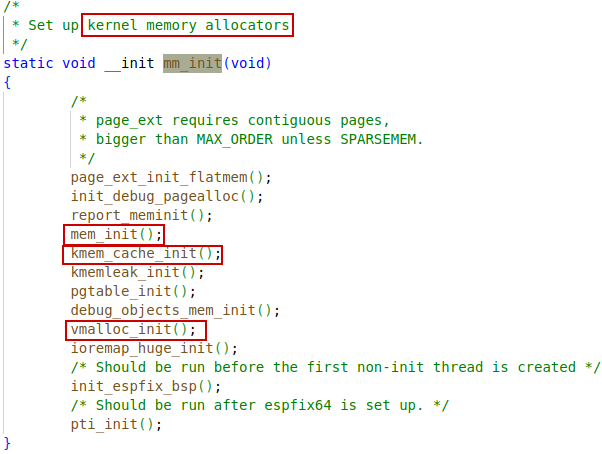 /*
 * Set up kernel memory allocators
 */
static void __init mm_init(void)
{
        /*
         * page_ext requires contiguous pages,
         * bigger than MAX_ORDER unless SPARSEMEM.
         */
        page_ext_init_flatmem();
        init_debug_pagealloc();
        report_meminit();
        mem_init();
        kmem_cache_init();
        kmemleak_init();
        pgtable_init();
        debug_objects_mem_init();
        vmalloc_init();
        ioremap_huge_init();
        /* Should be run before the first non-init thread is created */
        init_espfix_bsp();
        /* Should be run after espfix64 is set up. */
        pti_init();
}